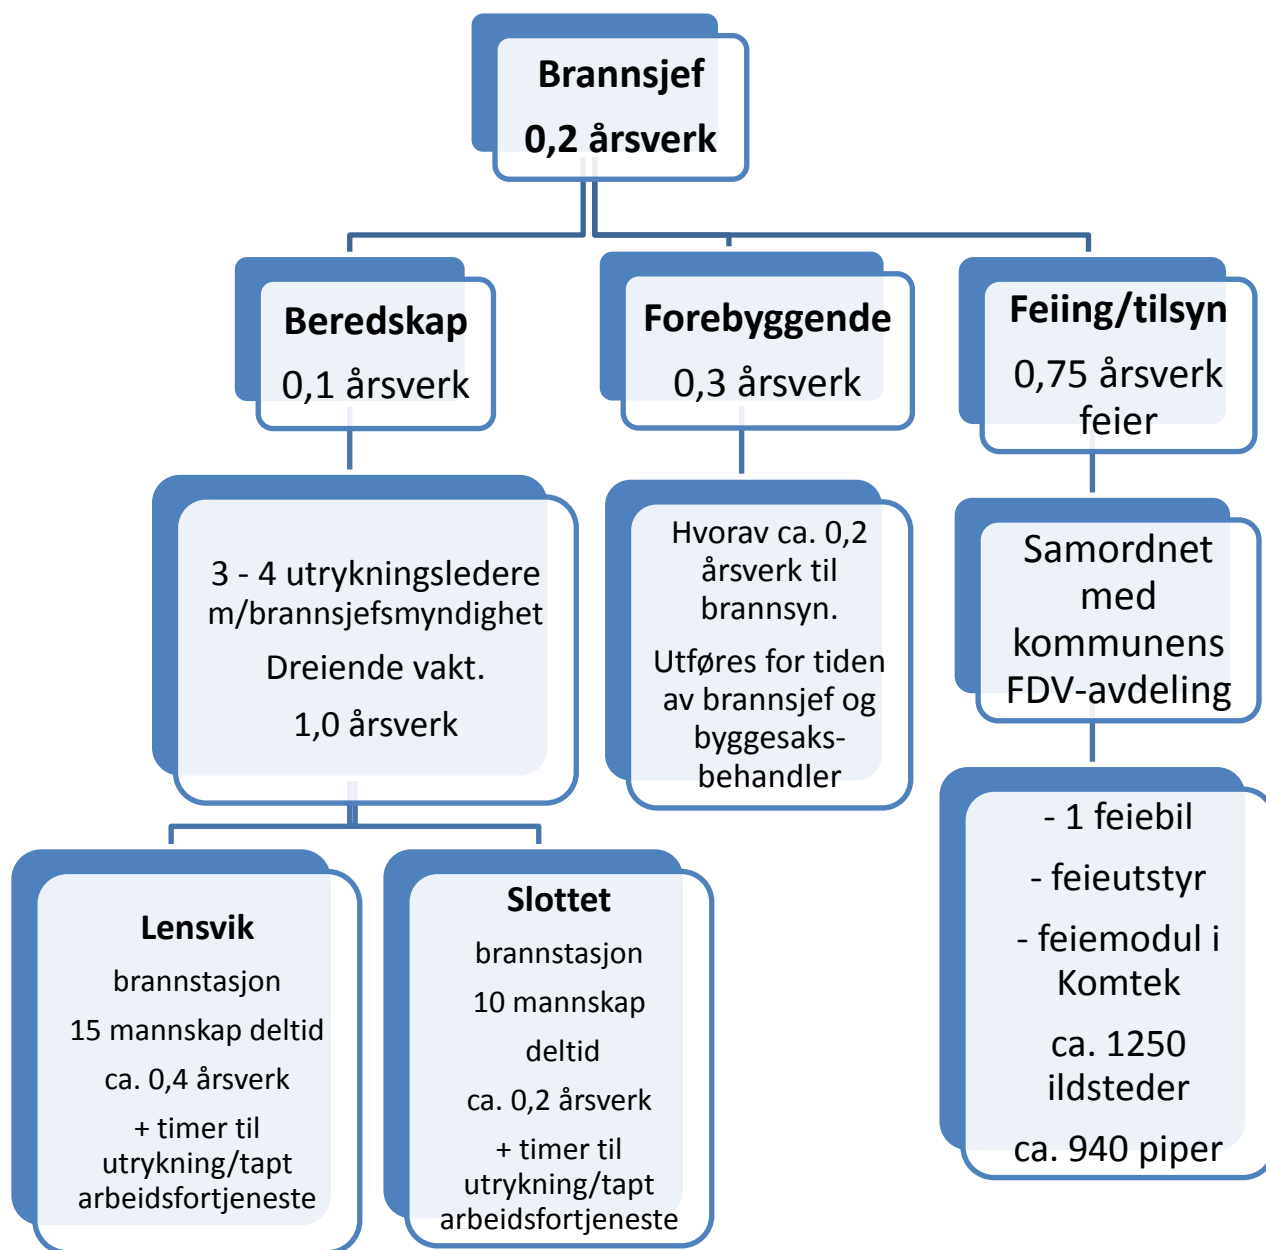 Brannsjef
0,2 årsverk
Beredskap
0,1 årsverk
Forebyggende
0,3 årsverk
Feiing/tilsyn
0,75 årsverk
feier
3 - 4 utrykningsledere
m/brannsjefsmyndighet
Dreiende vakt.
1,0 årsverk
Hvorav ca. 0,2
årsverk til
brannsyn.
Utføres for tiden
av brannsjef og
byggesaks-
behandler
Samordnet
med
kommunens
FDV-avdeling
Lensvik
brannstasjon
15 mannskap deltid
ca. 0,4 årsverk
+ timer til
utrykning/tapt
arbeidsfortjeneste
Slottet
brannstasjon
10 mannskap
deltid
ca. 0,2 årsverk
+ timer til
utrykning/tapt
arbeidsfortjeneste
- 1 feiebil
- feieutstyr
- feiemodul i
Komtek
ca. 1250
ildsteder
ca. 940 piper